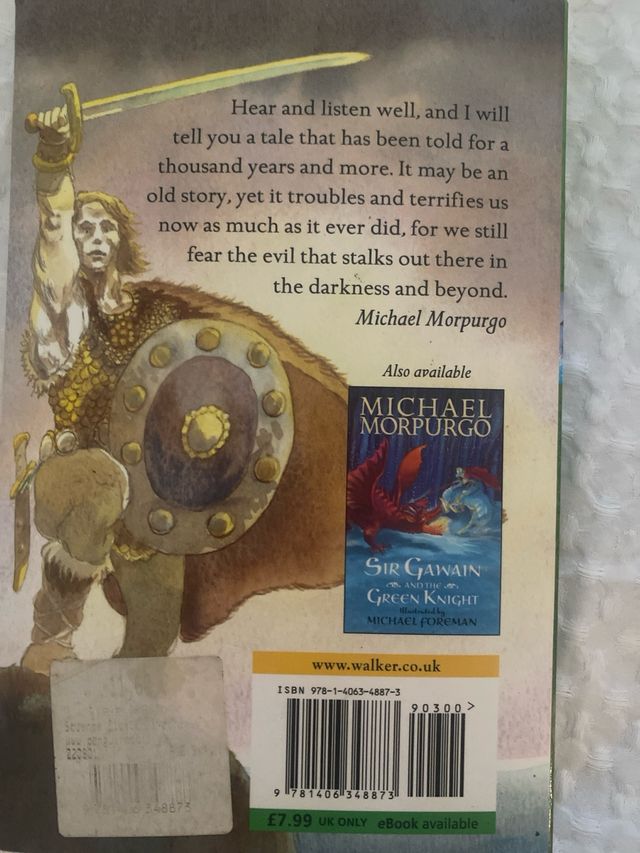 Hear and listen well, and I will
tell you a tale that has been told for a
thousand years and more. It may be an
old story, yet it troubles and terrifies us
now as much as it ever did, for we still
fear the evil that stalks out there in
the darkness and beyond.
Michael Morpurgo
Also available
MICHAEL
MORPURGO
SIR GAWAIN
AND THE
GREEN KNIGHT
Illustrated by
MICHAEL FOREMAN
www.walker.co.uk
ISBN 978-1-4063-4887-3
90300 >
9 781406 348873
£7.99 UK ONLY eBook available
348873